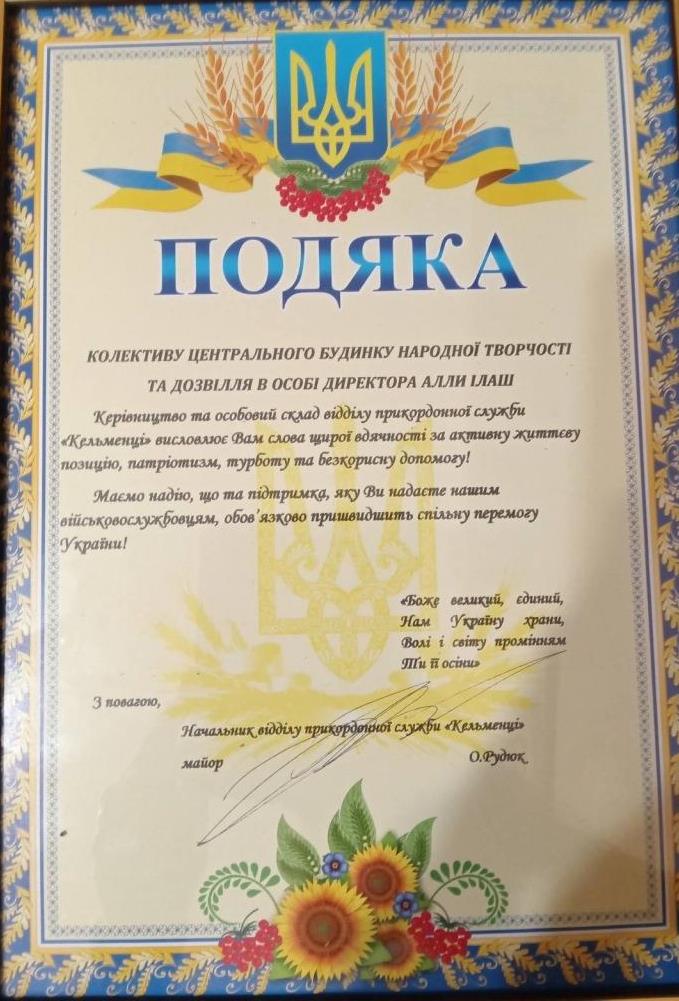 ПОДЯКА
КОЛЕКТИВУ ЦЕНТРАЛЬНОГО БУДИНКУ НАРОДНОЇ ТВОРЧОСТІ
ТА ДОЗВІЛЛЯ В ОСОБІ ДИРЕКТОРА АЛЛИ ІЛАШ
Керівництво та особовий склад відділу прикордонної служби
«Кельменці» висловлює Вам слова щирої вдячності за активну життєву
позицію, патріотизм, турботу та безкорисну допомогу!
Маємо надію, що та підтримка, яку Ви надаєте нашим
військовослужбовцям, обов'язково пришвидшить спільну перемогу
України!
«Боже великий, єдиний,
Нам Україну храни,
Волі і світу промінням
Ти її осіни»
З повагою,
Начальник відділу прикордонної служби «Кельменці»
майор О.Рудюк